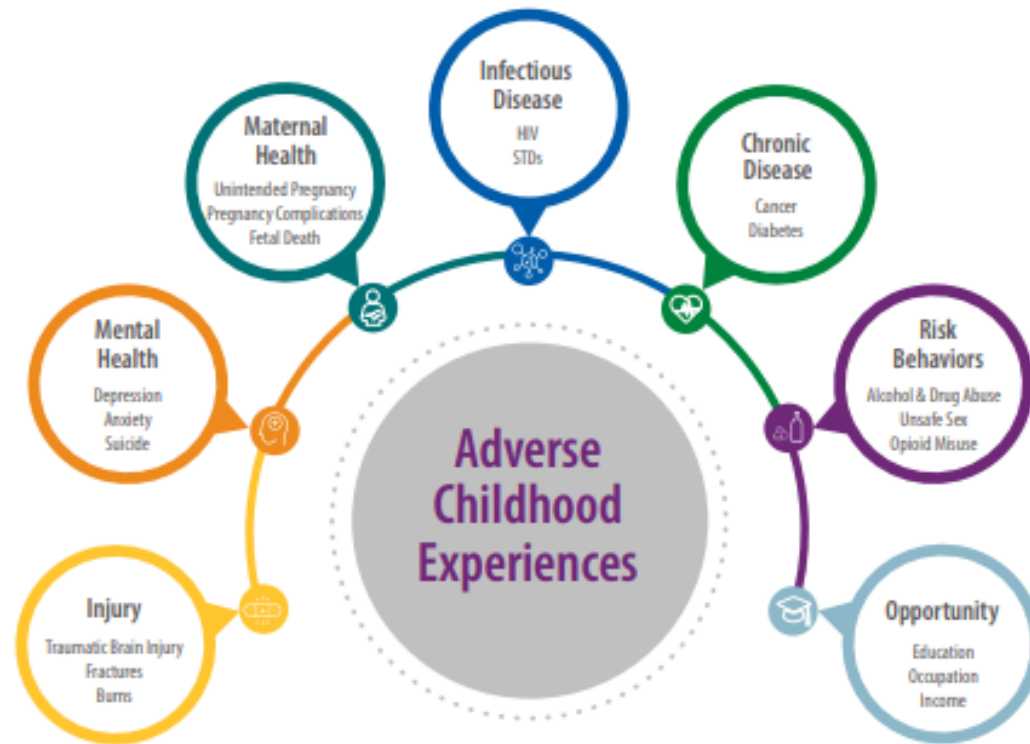 Infectious
Disease
HIV
STDs
Maternal
Health
Unintended Pregnancy
Pregnancy Complications
Fetal Death
Chronic
Disease
Cancer
Diabetes
Mental
Health
Depression
Anxiety
Suicide
Risk
Behaviors
Alcohol & Drug Abuse
Unsafe Sex
Opioid Misuse
Adverse
Childhood
Experiences
Injury
Traumatic Brain Injury
Fractures
Burns
Opportunity
Education
Occupation
Income